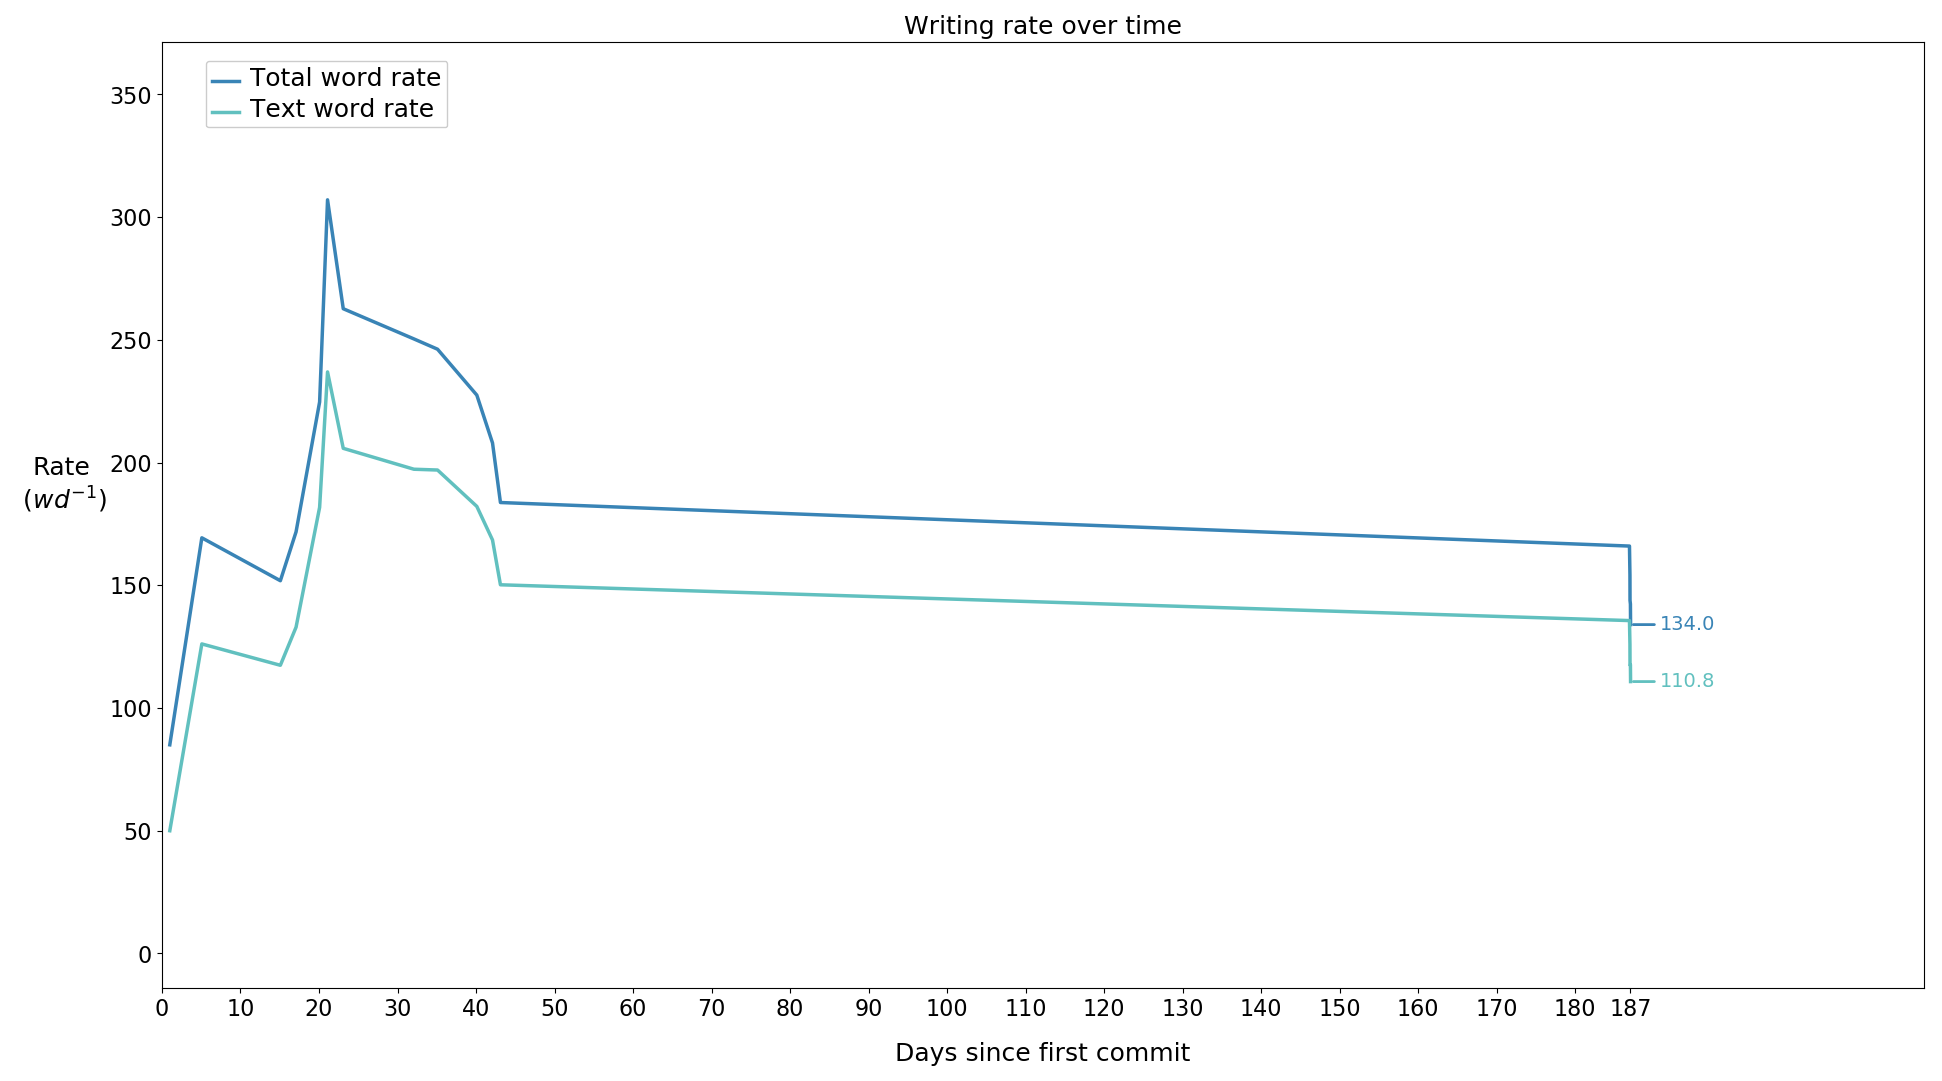 Writing rate over time
Total word rate
Text word rate
350
300
250
200
150
100
50
0
Rate
(wd⁻¹)
134.0
110.8
0 10 20 30 40 50 60 70 80 90 100 110 120 130 140 150 160 170 180 187
Days since first commit